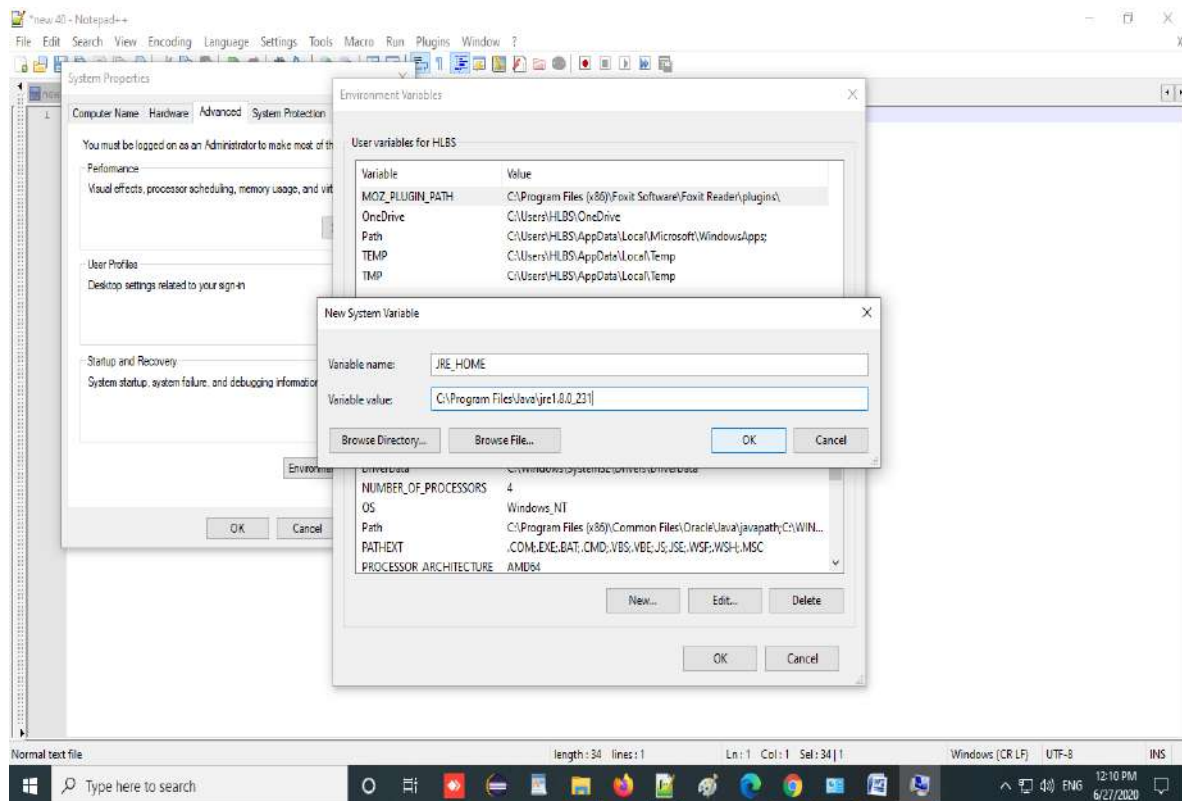 *new 40 - Notepad++
File Edit Search View Encoding Language Settings Tools Macro Run Plugins Window ?
System Properties
Computer Name Hardware Advanced System Protection
You must be logged on as an Administrator to make most of th
Performance
Visual effects, processor scheduling, memory usage, and virt
User Profiles
Desktop settings related to your sign-in
Startup and Recovery
System startup, system failure, and debugging information
Environme
OK Cancel
Environment Variables
User variables for HLBS
Variable Value
MOZ_PLUGIN_PATH C:\Program Files (x86)\Foxit Software\Foxit Reader\plugins\
OneDrive C:\Users\HLBS\OneDrive
Path C:\Users\HLBS\AppData\Local\Microsoft\WindowsApps;
TEMP C:\Users\HLBS\AppData\Local\Temp
TMP C:\Users\HLBS\AppData\Local\Temp
New System Variable
Variable name: JRE_HOME
Variable value: C:\Program Files\Java\jre1.8.0_231
Browse Directory... Browse File... OK Cancel
DriverData C:\Windows\System32\Drivers\DriverData
NUMBER_OF_PROCESSORS 4
OS Windows_NT
Path C:\Program Files (x86)\Common Files\Oracle\Java\javapath;C:\WIN...
PATHEXT .COM;.EXE;.BAT;.CMD;.VBS;.VBE;.JS;.JSE;.WSF;.WSH;.MSC
PROCESSOR_ARCHITECTURE AMD64
New... Edit... Delete
OK Cancel
Normal text file length : 34 lines : 1 Ln : 1 Col : 1 Sel : 34 | 1 Windows (CR LF) UTF-8 INS
Type here to search
ENG 12:10 PM
6/27/2020